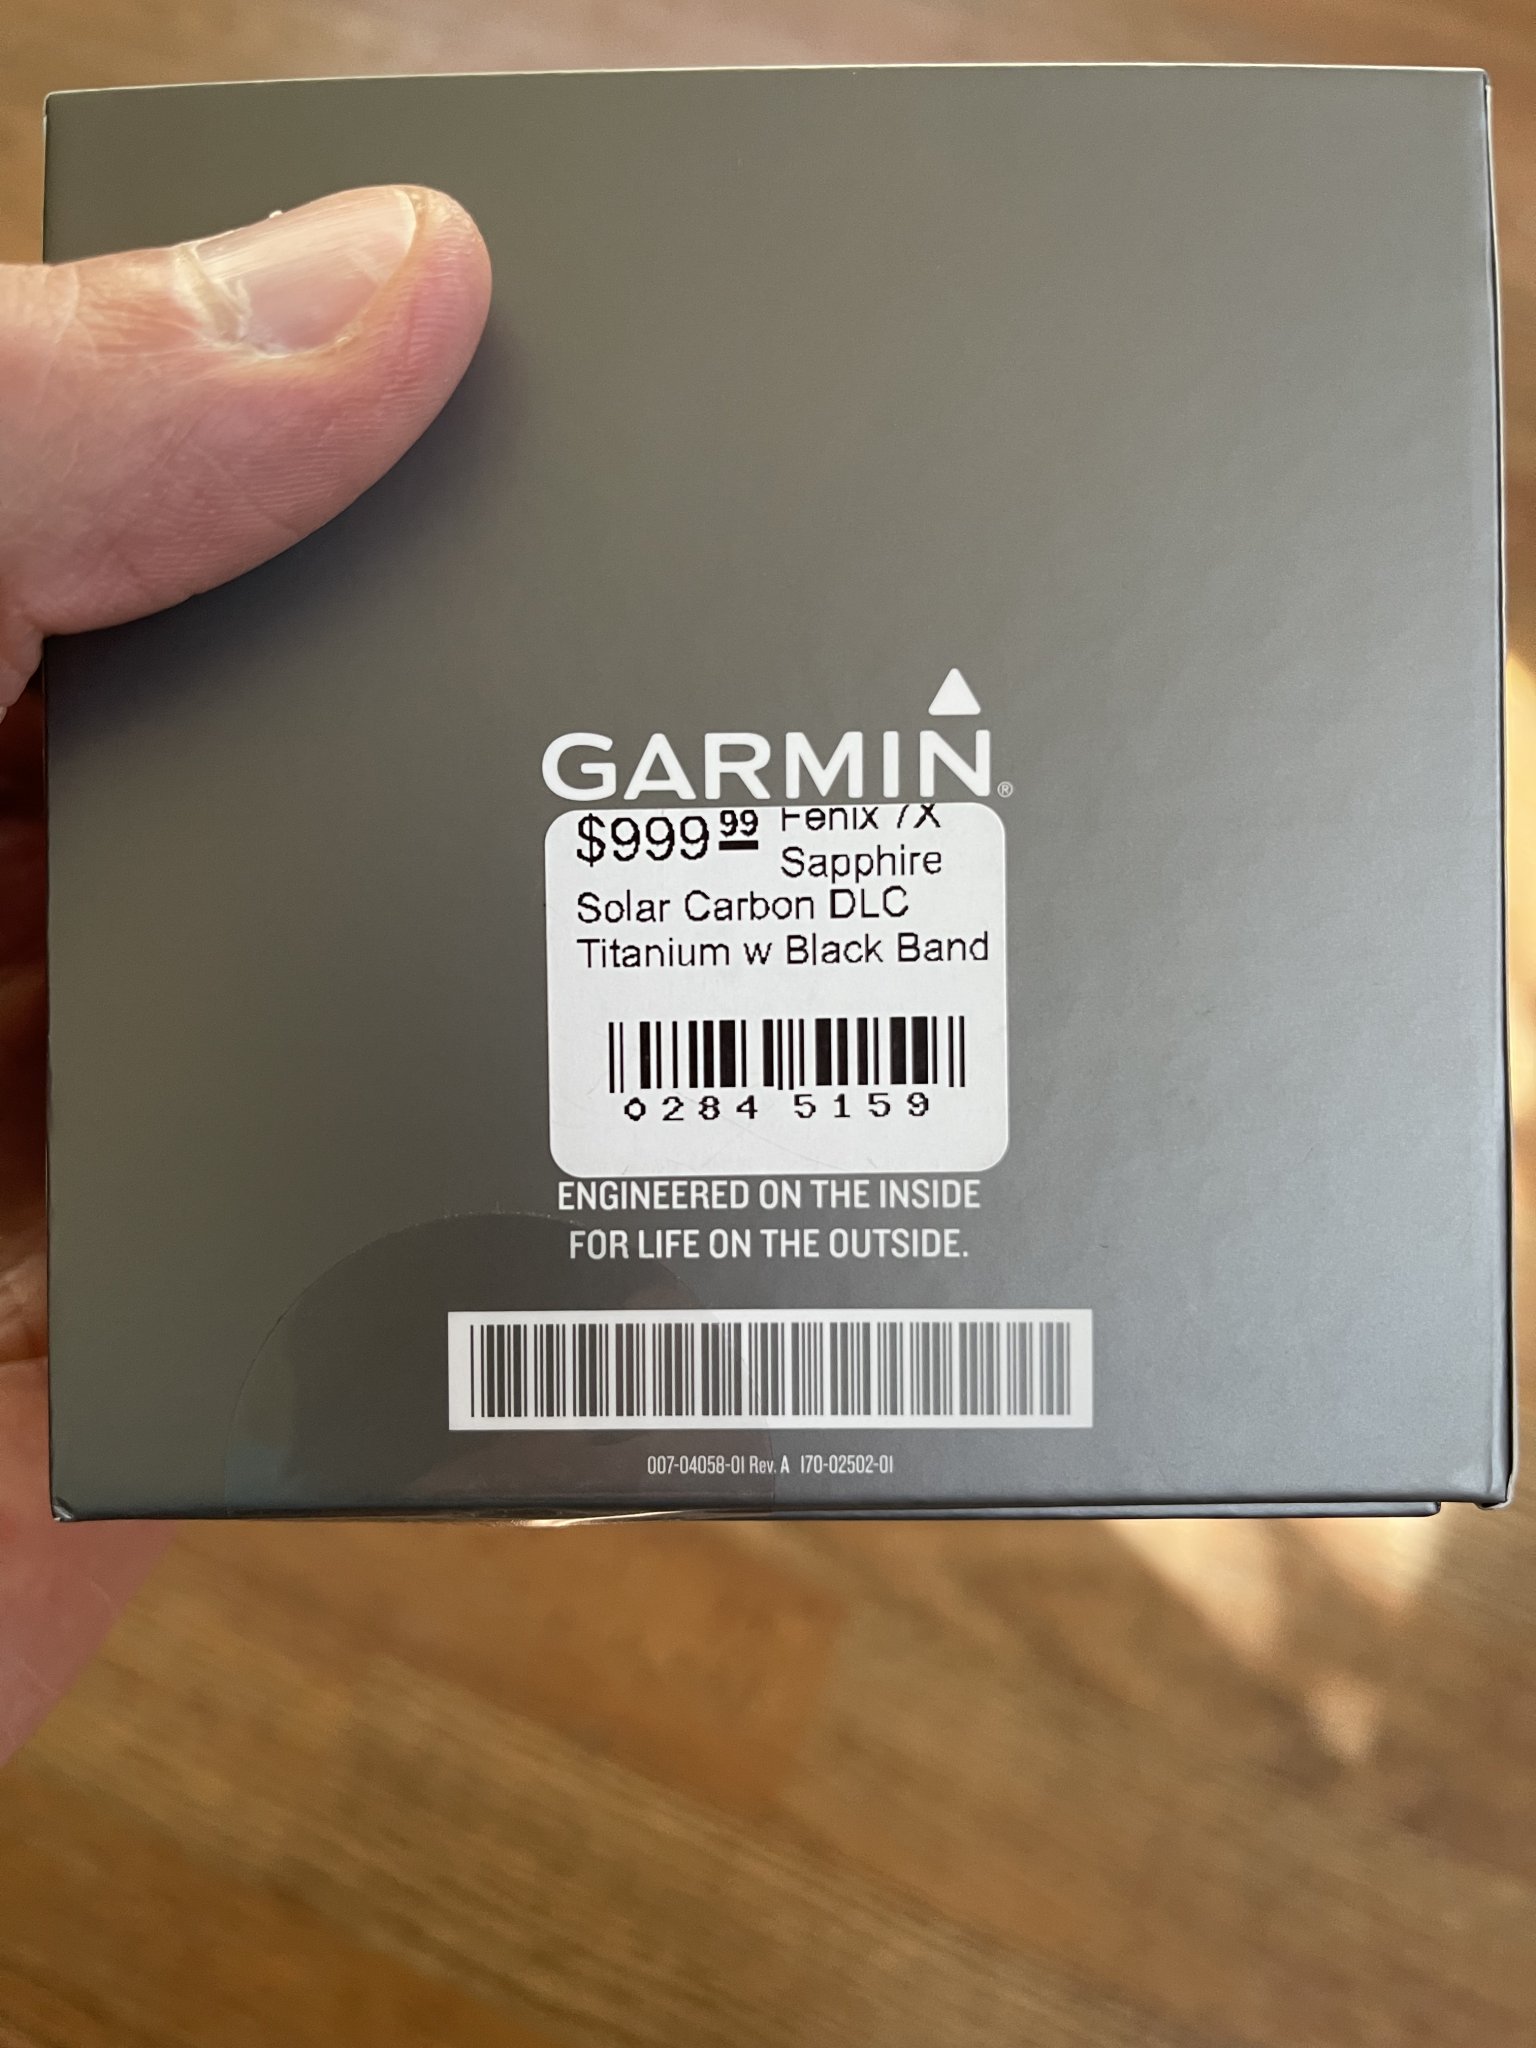 GARMIN®
$999 99 Fenix 7X
Sapphire
Solar Carbon DLC
Titanium w Black Band
0284 5159
ENGINEERED ON THE INSIDE
FOR LIFE ON THE OUTSIDE.
007-04058-01 Rev. A 170-02502-01